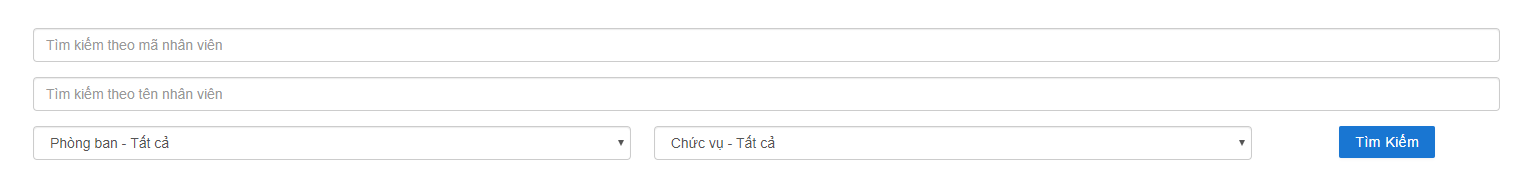 Tìm kiếm theo mã nhân viên
Tìm kiếm theo tên nhân viên
Phòng ban - Tất cả Chức vụ - Tất cả Tìm Kiếm